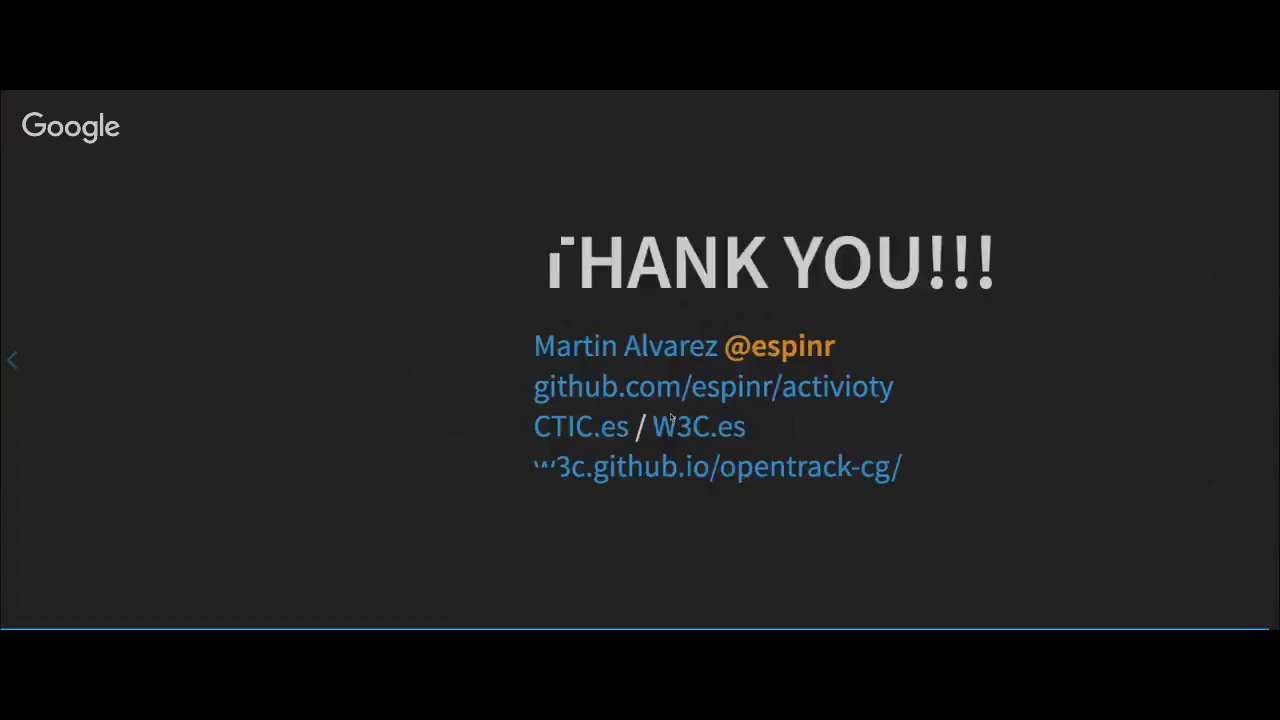 Google
THANK YOU!!!
Martin Alvarez @espinr
github.com/espinr/activioty
CTIC.es / W3C.es
w3c.github.io/opentrack-cg/